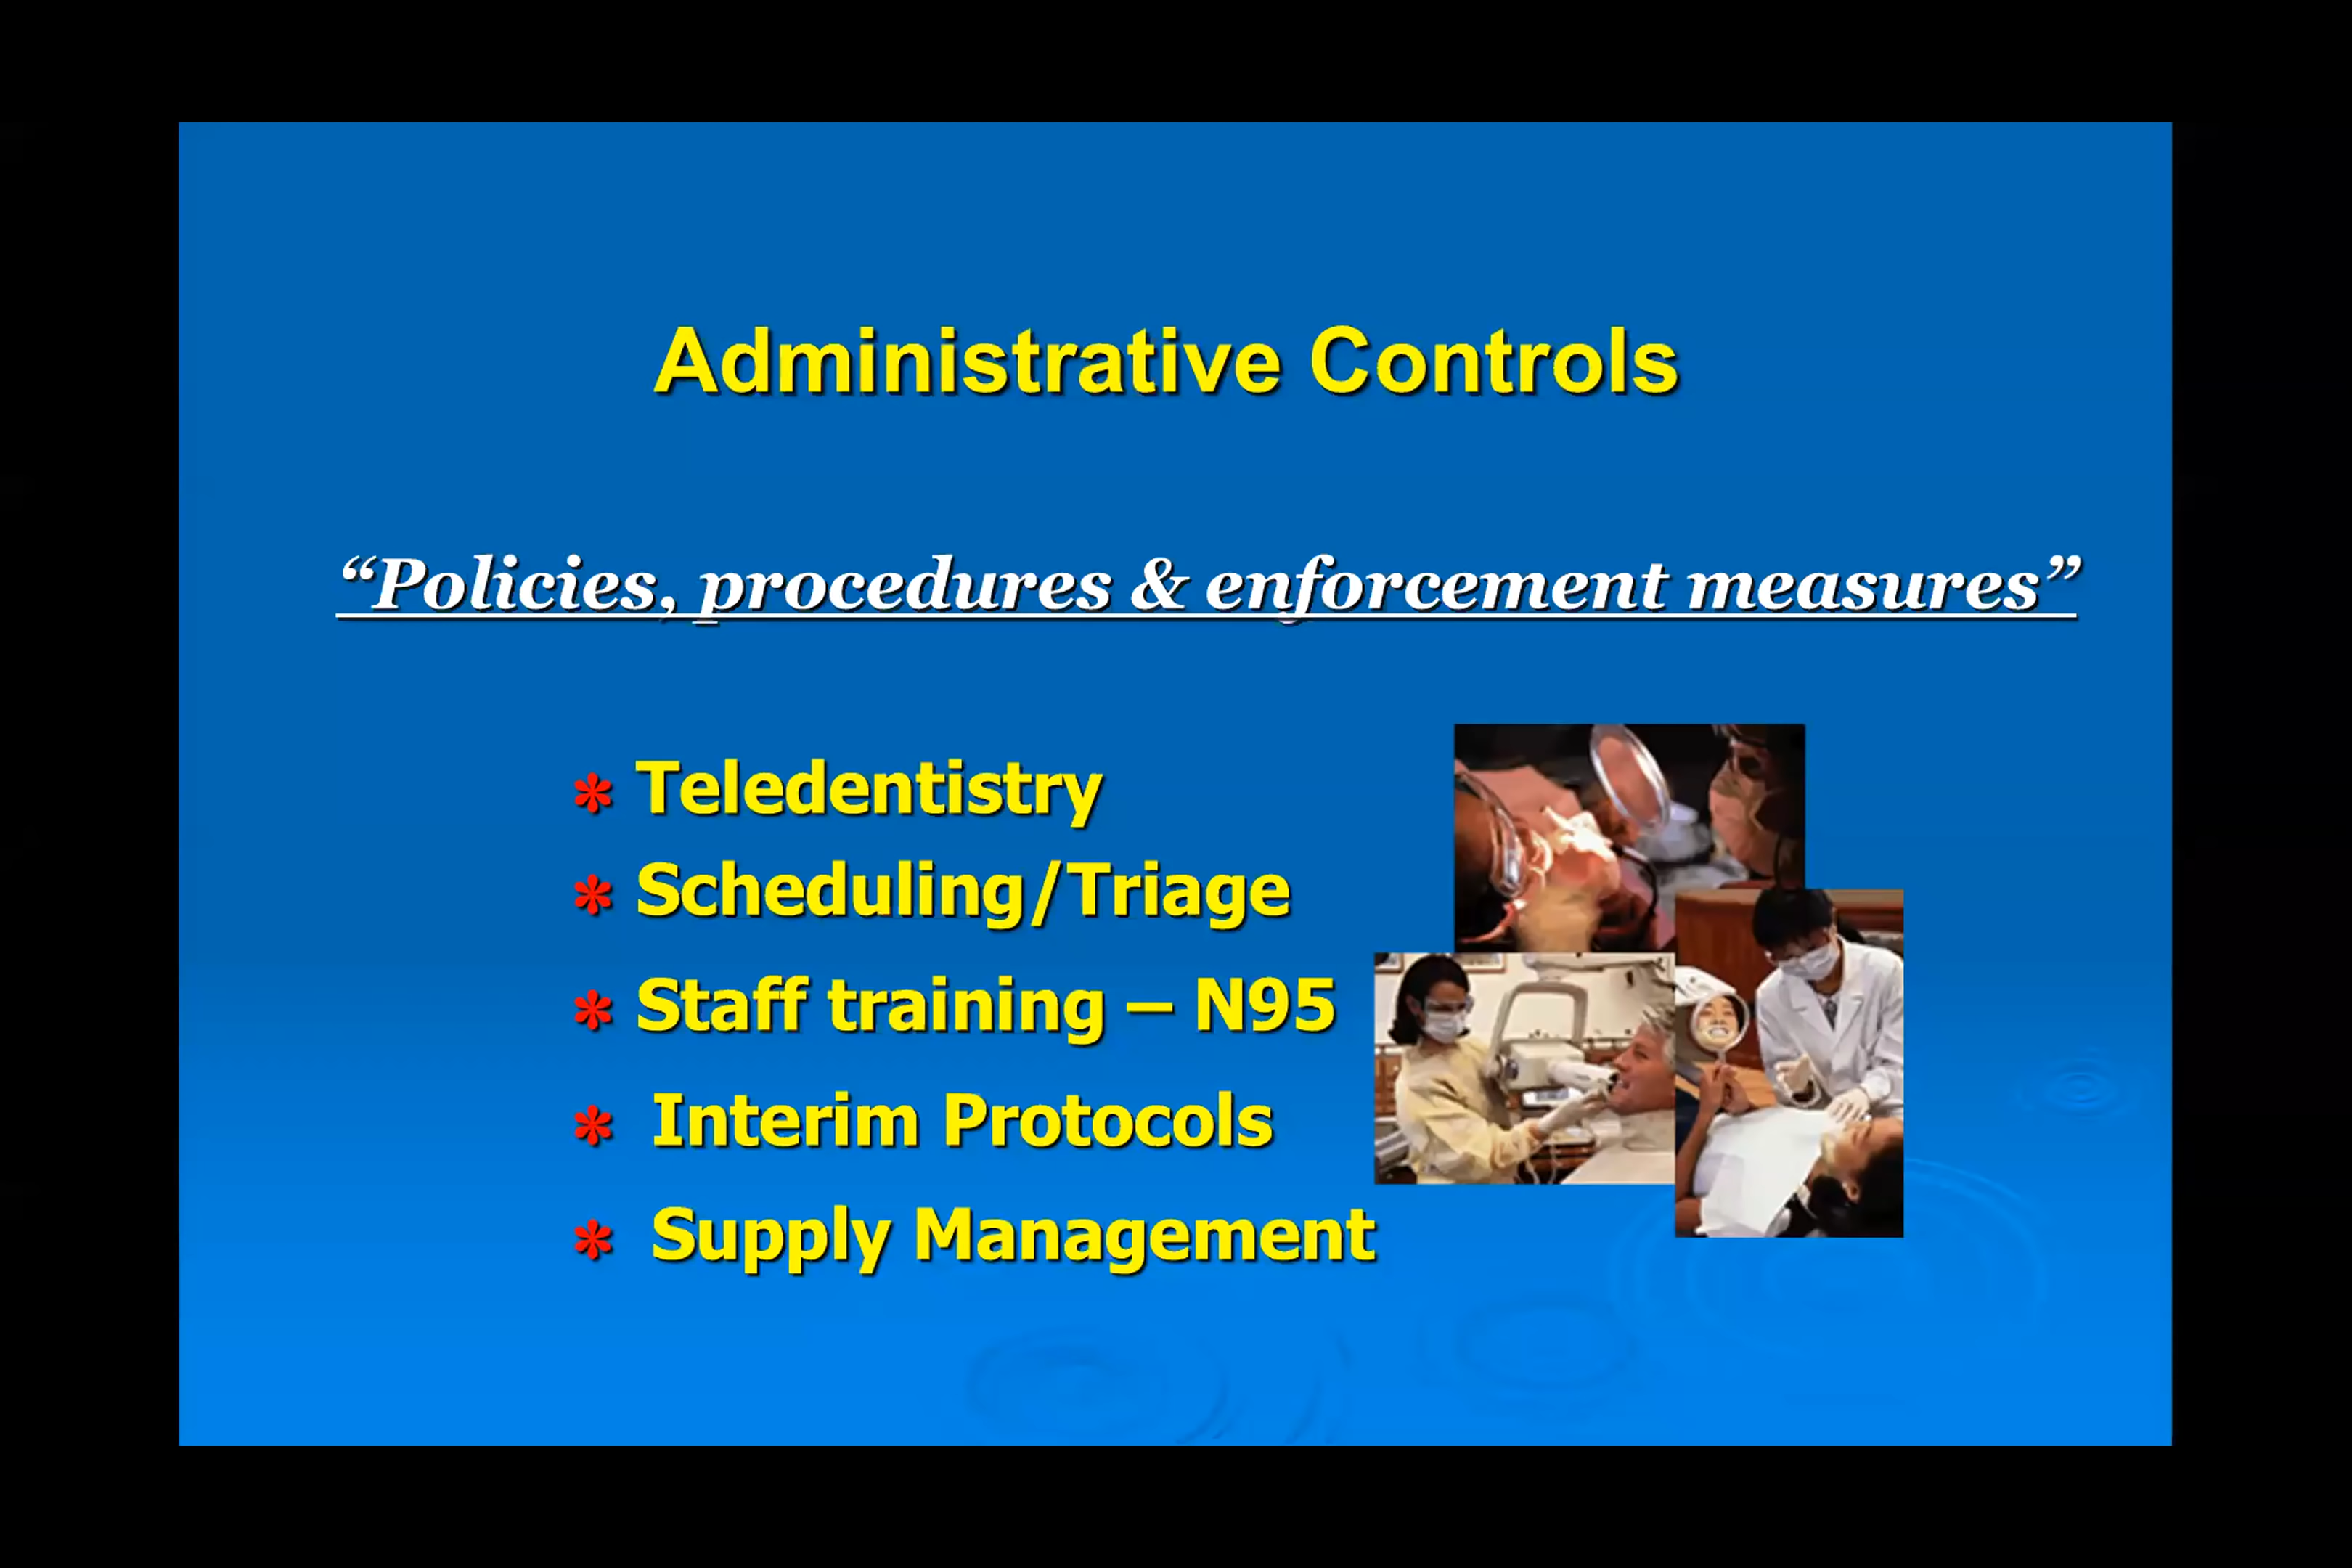 Administrative Controls
“Policies, procedures & enforcement measures”
* Teledentistry
* Scheduling/Triage
* Staff training – N95
* Interim Protocols
* Supply Management